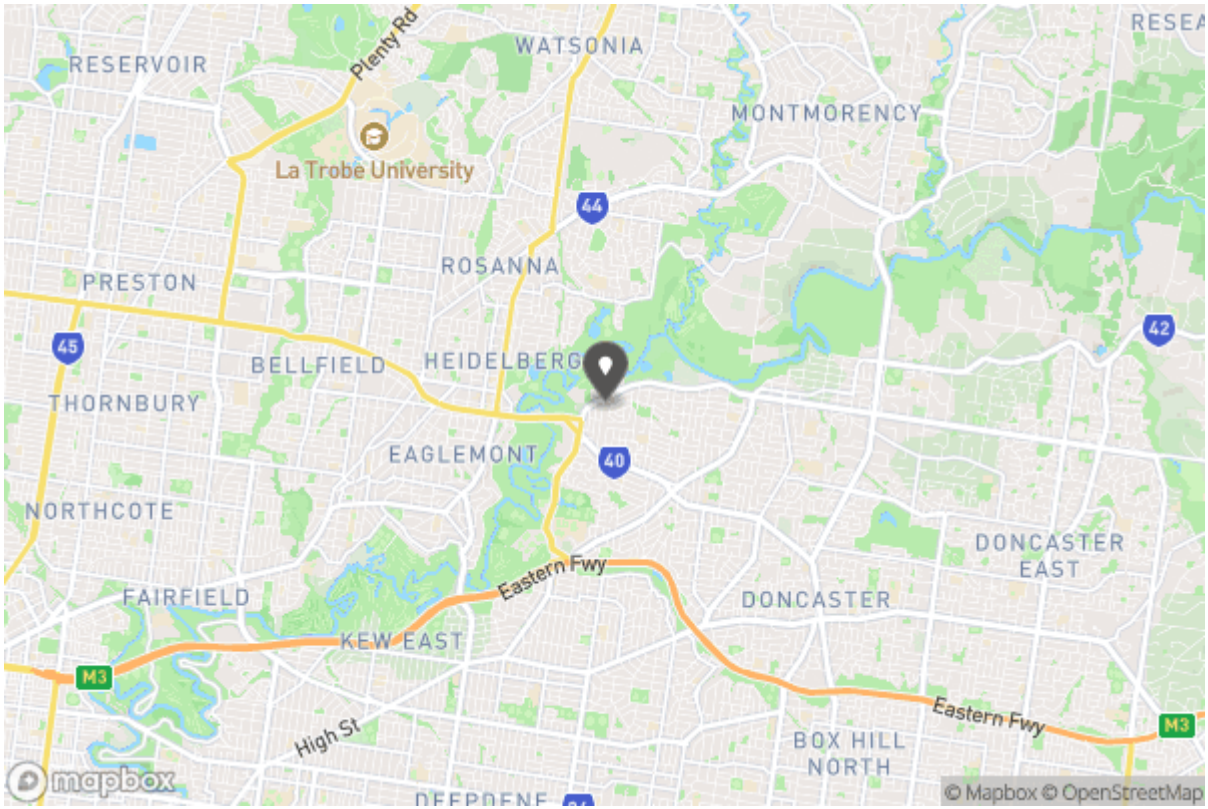 RESEA
WATSONIA
Plenty Rd
RESERVOIR
MONTMORENCY
La Trobe University
44
ROSANNA
PRESTON
42
45
HEIDELBERG
BELLFIELD
THORNBURY
EAGLEMONT
40
NORTHCOTE
DONCASTER
EAST
Eastern Fwy
FAIRFIELD
DONCASTER
KEW EAST
M3
Eastern Fwy
M3
High St
BOX HILL
NORTH
mapbox
DEEPDENE
© Mapbox © OpenStreetMap